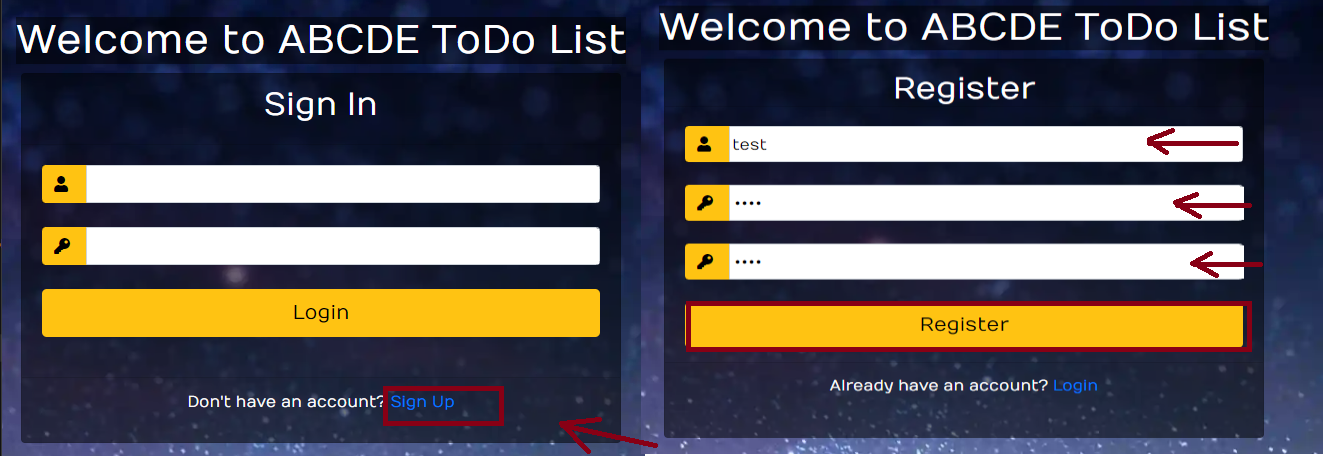 Welcome to ABCDE ToDo List
Sign In
Login
Don't have an account? Sign Up
Welcome to ABCDE ToDo List
Register
test
••••
••••
Register
Already have an account? Login